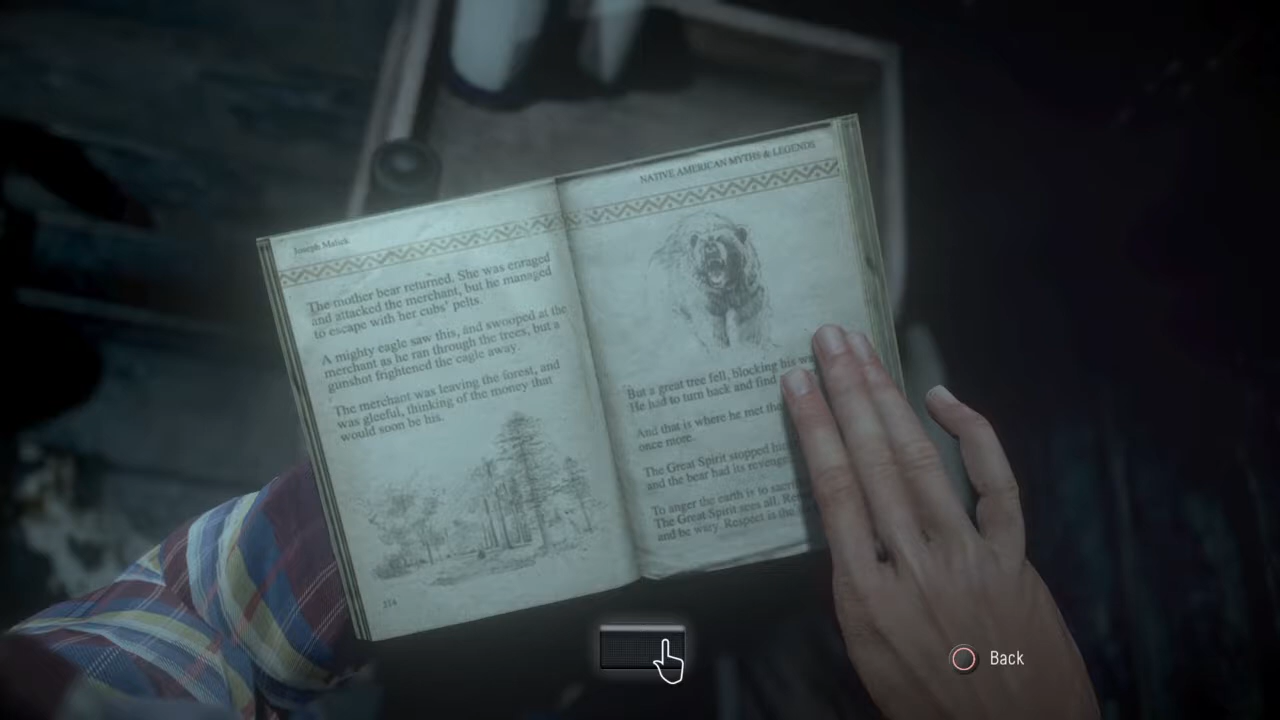 Joseph Malick
The mother bear returned. She was enraged
and attacked the merchant, but he managed
to escape with her cubs' pelts.
A mighty eagle saw this, and swooped at the
merchant as he ran through the trees, but a
gunshot frightened the eagle away.
The merchant was leaving the forest, and
was gleeful, thinking of the money that
would soon be his.
214
NATIVE AMERICAN MYTHS & LEGENDS
But a great tree fell, blocking his
He had to turn back and find
And that is where he met
once more.
The Great Spirit stopped
and the bear had its revenge
To anger the earth is to
The Great Spirit sees all.
and be wary. Respect is the
Back